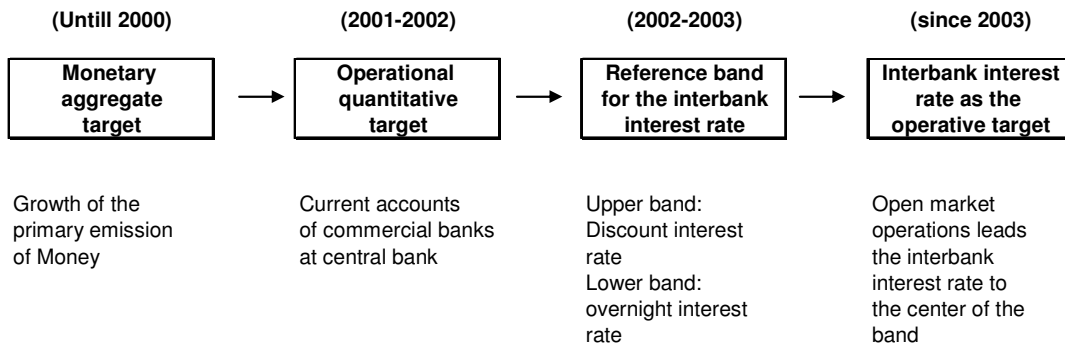 (Untill 2000)
(2001-2002)
(2002-2003)
(since 2003)
Monetary
aggregate
target
Operational
quantitative
target
Reference band
for the interbank
interest rate
Interbank interest
rate as the
operative target
Growth of the
primary emission
of Money
Current accounts
of commercial banks
at central bank
Upper band:
Discount interest
rate
Lower band:
overnight interest
rate
Open market
operations leads
the interbank
interest rate to
the center of the
band